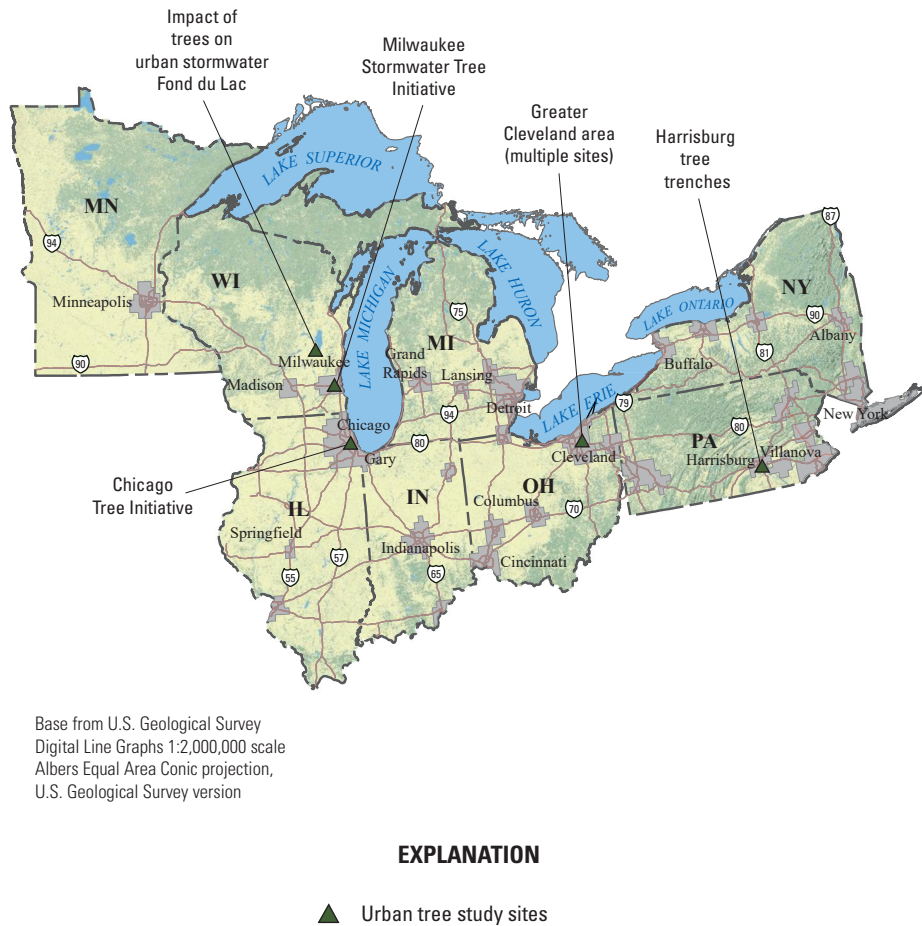 Impact of
trees on
urban stormwater
Fond du Lac
Milwaukee
Stormwater Tree
Initiative
Greater
Cleveland area
(multiple sites)
Harrisburg
tree
trenches
LAKE SUPERIOR
MN
94
Minneapolis
90
WI
Milwaukee
Madison
LAKE MICHIGAN
LAKE HURON
75
MI
Grand
Rapids
Lansing
94
Detroit
LAKE ERIE
LAKE ONTARIO
87
NY
90
Albany
81
Buffalo
79
New York
PA
80
Harrisburg
Villanova
Chicago
80
Gary
Cleveland
Chicago
Tree Initiative
IL
IN
OH
Columbus
70
Springfield
57
55
Indianapolis
65
Cincinnati
Base from U.S. Geological Survey
Digital Line Graphs 1:2,000,000 scale
Albers Equal Area Conic projection,
U.S. Geological Survey version
EXPLANATION
Urban tree study sites